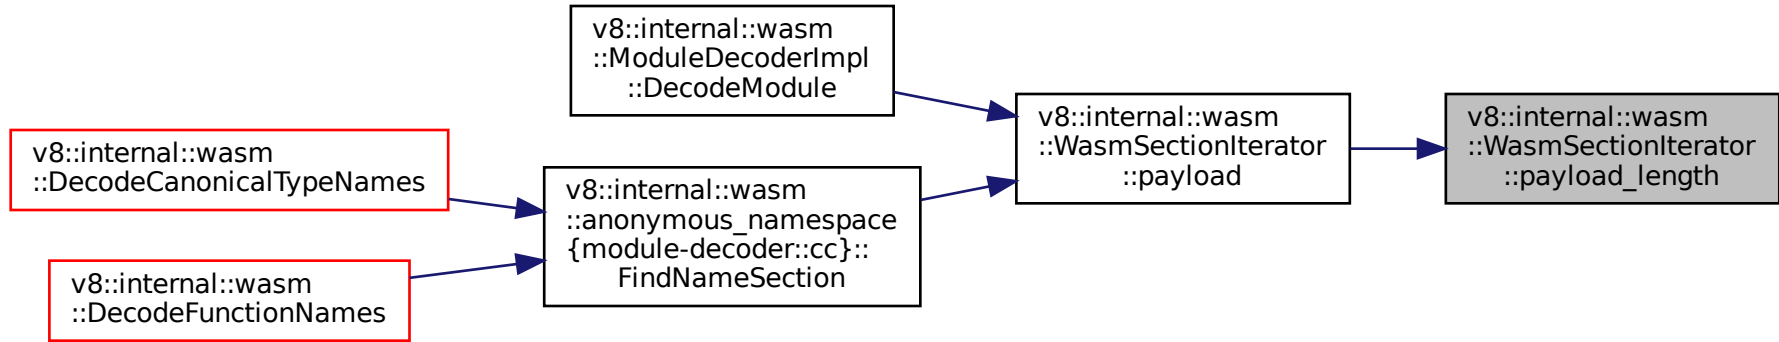 v8::internal::wasm
::ModuleDecoderImpl
::DecodeModule
v8::internal::wasm
::DecodeCanonicalTypeNames
v8::internal::wasm
::DecodeFunctionNames
v8::internal::wasm
::anonymous_namespace
{module-decoder::cc}::
FindNameSection
v8::internal::wasm
::WasmSectionIterator
::payload
v8::internal::wasm
::WasmSectionIterator
::payload_length